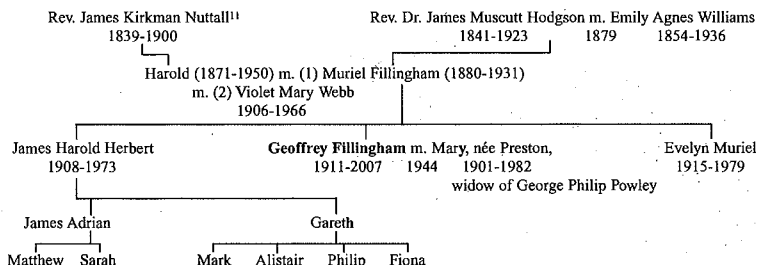 Rev. James Kirkman Nuttall¹¹ Rev. Dr. James Muscutt Hodgson m. Emily Agnes Williams
1839-1900 1841-1923 1879 1854-1936
Harold (1871-1950) m. (1) Muriel Fillingham (1880-1931)
m. (2) Violet Mary Webb
1906-1966
James Harold Herbert Geoffrey Fillingham m. Mary, née Preston, Evelyn Muriel
1908-1973 1911-2007 1944 1901-1982 1915-1979
widow of George Philip Powley
James Adrian Gareth
Matthew Sarah Mark Alistair Philip Fiona